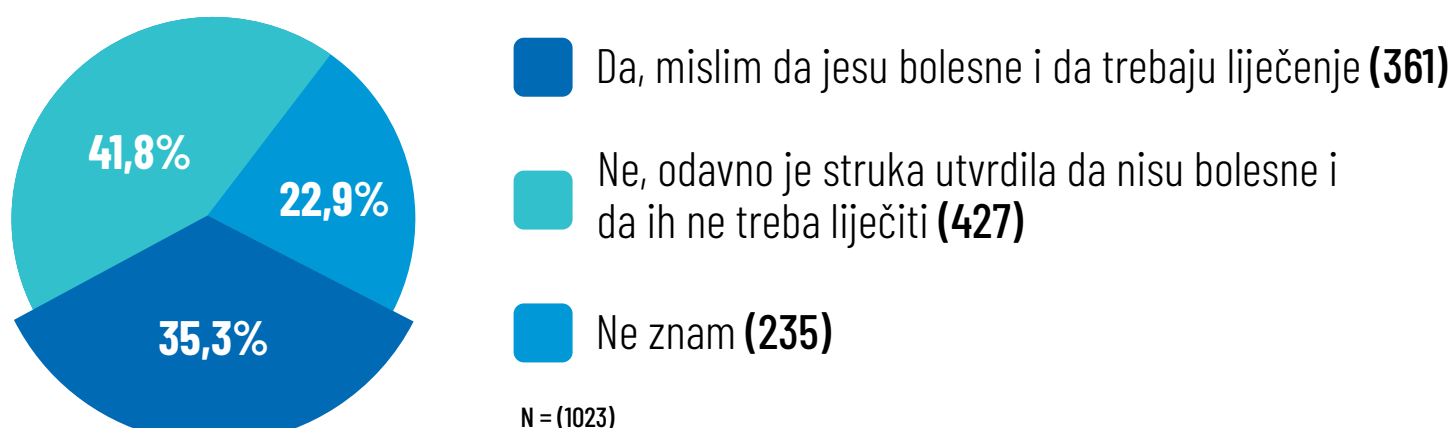 41,8%
22,9%
35,3%
Da, mislim da jesu bolesne i da trebaju liječenje (361)
Ne, odavno je struka utvrdila da nisu bolesne i
da ih ne treba liječiti (427)
Ne znam (235)
N = (1023)